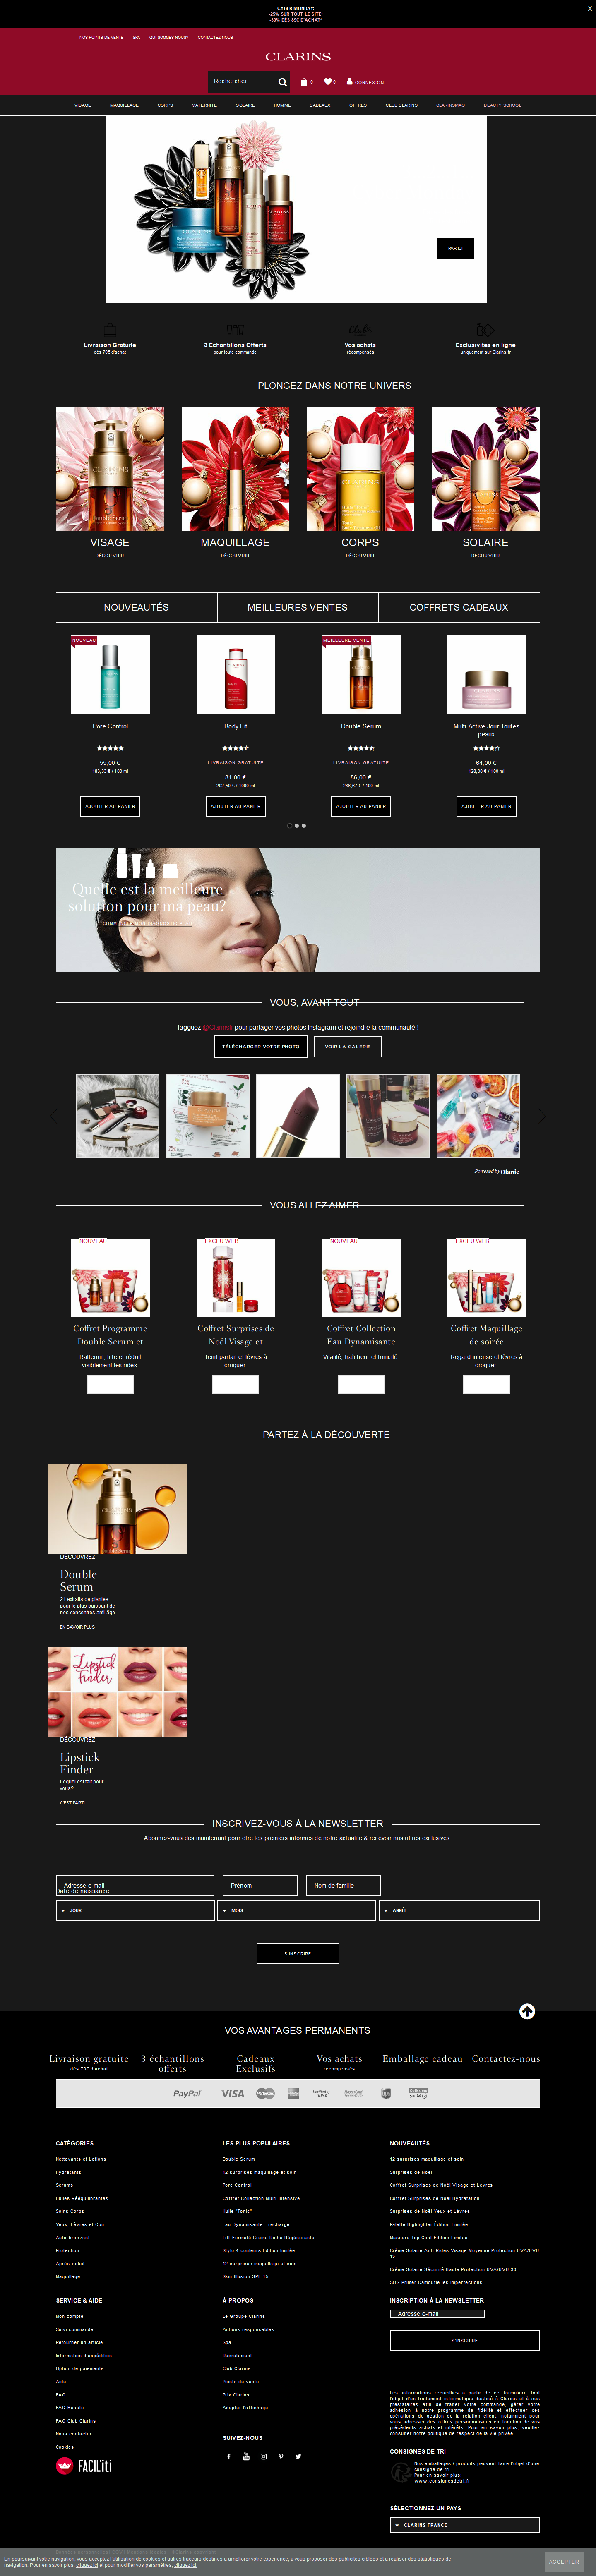 CYBER MONDAY:
-25% SUR TOUT LE SITE*
-30% DÈS 89€ D'ACHAT*
X
NOS POINTS DE VENTE SPA QUI SOMMES-NOUS? CONTACTEZ-NOUS
CLARINS
Rechercher 0 0 CONNEXION
VISAGE MAQUILLAGE CORPS MATERNITE SOLAIRE HOMME CADEAUX OFFRES CLUB CLARINS CLARINSMAG BEAUTY SCHOOL
PAR ICI
Livraison Gratuite
dès 70€ d'achat
3 Échantillons Offerts
pour toute commande
Vos achats
récompensés
Exclusivités en ligne
uniquement sur Clarins.fr
PLONGEZ DANS NOTRE UNIVERS
VISAGE MAQUILLAGE CORPS SOLAIRE
DÉCOUVRIR DÉCOUVRIR DÉCOUVRIR DÉCOUVRIR
NOUVEAUTÉS MEILLEURES VENTES COFFRETS CADEAUX
NOUVEAU
Pore Control
55,00 €
183,33 € / 100 ml
AJOUTER AU PANIER
Body Fit
LIVRAISON GRATUITE
81,00 €
202,50 € / 1000 ml
AJOUTER AU PANIER
MEILLEURE VENTE
Double Serum
LIVRAISON GRATUITE
86,00 €
286,67 € / 100 ml
AJOUTER AU PANIER
Multi-Active Jour Toutes
peaux
64,00 €
128,00 € / 100 ml
AJOUTER AU PANIER
Quelle est la meilleure
solution pour ma peau?
VOUS, AVANT TOUT
Tagguez @Clarinsfr pour partager vos photos Instagram et rejoindre la communauté !
TÉLÉCHARGER VOTRE PHOTO VOIR LA GALERIE
Powered by Olapic
VOUS ALLEZ AIMER
NOUVEAU
Coffret Programme
Double Serum et
Raffermit, lifte et réduit
visiblement les rides.
EXCLU WEB
Coffret Surprises de
Noël Visage et
Teint parfait et lèvres à
croquer.
NOUVEAU
Coffret Collection
Eau Dynamisante
Vitalité, fraîcheur et tonicité.
EXCLU WEB
Coffret Maquillage
de soirée
Regard intense et lèvres à
croquer.
PARTEZ À LA DÉCOUVERTE
DÉCOUVREZ
Double
Serum
21 extraits de plantes
pour le plus puissant de
nos concentrés anti-âge
EN SAVOIR PLUS
Lipstick
Finder
DÉCOUVREZ
Lipstick
Finder
Lequel est fait pour
vous?
C'EST PARTI
INSCRIVEZ-VOUS À LA NEWSLETTER
Abonnez-vous dès maintenant pour être les premiers informés de notre actualité & recevoir nos offres exclusives.
Adresse e-mail Prénom Nom de famille
Date de naissance
JOUR MOIS ANNÉE
S'INSCRIRE
VOS AVANTAGES PERMANENTS
Livraison gratuite
dès 70€ d'achat
3 échantillons
offerts
Cadeaux
Exclusifs
Vos achats
récompensés
Emballage cadeau
Contactez-nous
PayPal VISA
CATÉGORIES
Nettoyants et Lotions
Hydratants
Sérums
Huiles Rééquilibrantes
Soins Corps
Yeux, Lèvres et Cou
Auto-bronzant
Protection
Après-soleil
Maquillage
LES PLUS POPULAIRES
Double Serum
12 surprises maquillage et soin
Pore Control
Coffret Collection Multi-Intensive
Huile "Tonic"
Eau Dynamisante - recharge
Lift-Fermeté Crème Riche Régénérante
Stylo 4 couleurs Édition limitée
12 surprises maquillage et soin
Skin Illusion SPF 15
NOUVEAUTÉS
12 surprises maquillage et soin
Surprises de Noël
Coffret Surprises de Noël Visage et Lèvres
Coffret Surprises de Noël Hydratation
Surprises de Noël Yeux et Lèvres
Palette Highlighter Édition Limitée
Mascara Top Coat Édition Limitée
Crème Solaire Anti-Rides Visage Moyenne Protection UVA/UVB
15
Crème Solaire Sécurité Haute Protection UVA/UVB 30
SOS Primer Camoufle les Imperfections
SERVICE & AIDE
Mon compte
Suivi commande
Retourner un article
Information d'expédition
Option de paiements
Aide
FAQ
FAQ Beauté
FAQ Club Clarins
Nous contacter
Cookies
FACIL'iti
À PROPOS
Le Groupe Clarins
Actions responsables
Spa
Recrutement
Club Clarins
Points de vente
Prix Clarins
Adapter l'affichage
SUIVEZ-NOUS
INSCRIPTION À LA NEWSLETTER
Adresse e-mail
S'INSCRIRE
Les informations recueillies à partir de ce formulaire font
l'objet d'un traitement informatique destiné à Clarins et à ses
prestataires afin de traiter votre commande, gérer votre
adhésion à notre programme de fidélité et effectuer des
opérations de gestion de la relation client, notamment pour
vous adresser des offres personnalisées en fonction de vos
précédents achats et intérêts. Pour en savoir plus, veuillez
consulter notre politique de respect de la vie privée.
CONSIGNES DE TRI
Nos emballages / produits peuvent faire l'objet d'une
consigne de tri.
Pour en savoir plus:
www.consignesdetri.fr
SÉLECTIONNEZ UN PAYS
CLARINS FRANCE
En poursuivant votre navigation, vous acceptez l'utilisation de cookies et autres traceurs destinés à améliorer votre expérience de navigation, à vous proposer des publicités ciblées et à réaliser des statistiques de
navigation. Pour en savoir plus, cliquez ici et pour modifier vos paramètres, cliquez ici.
ACCEPTER